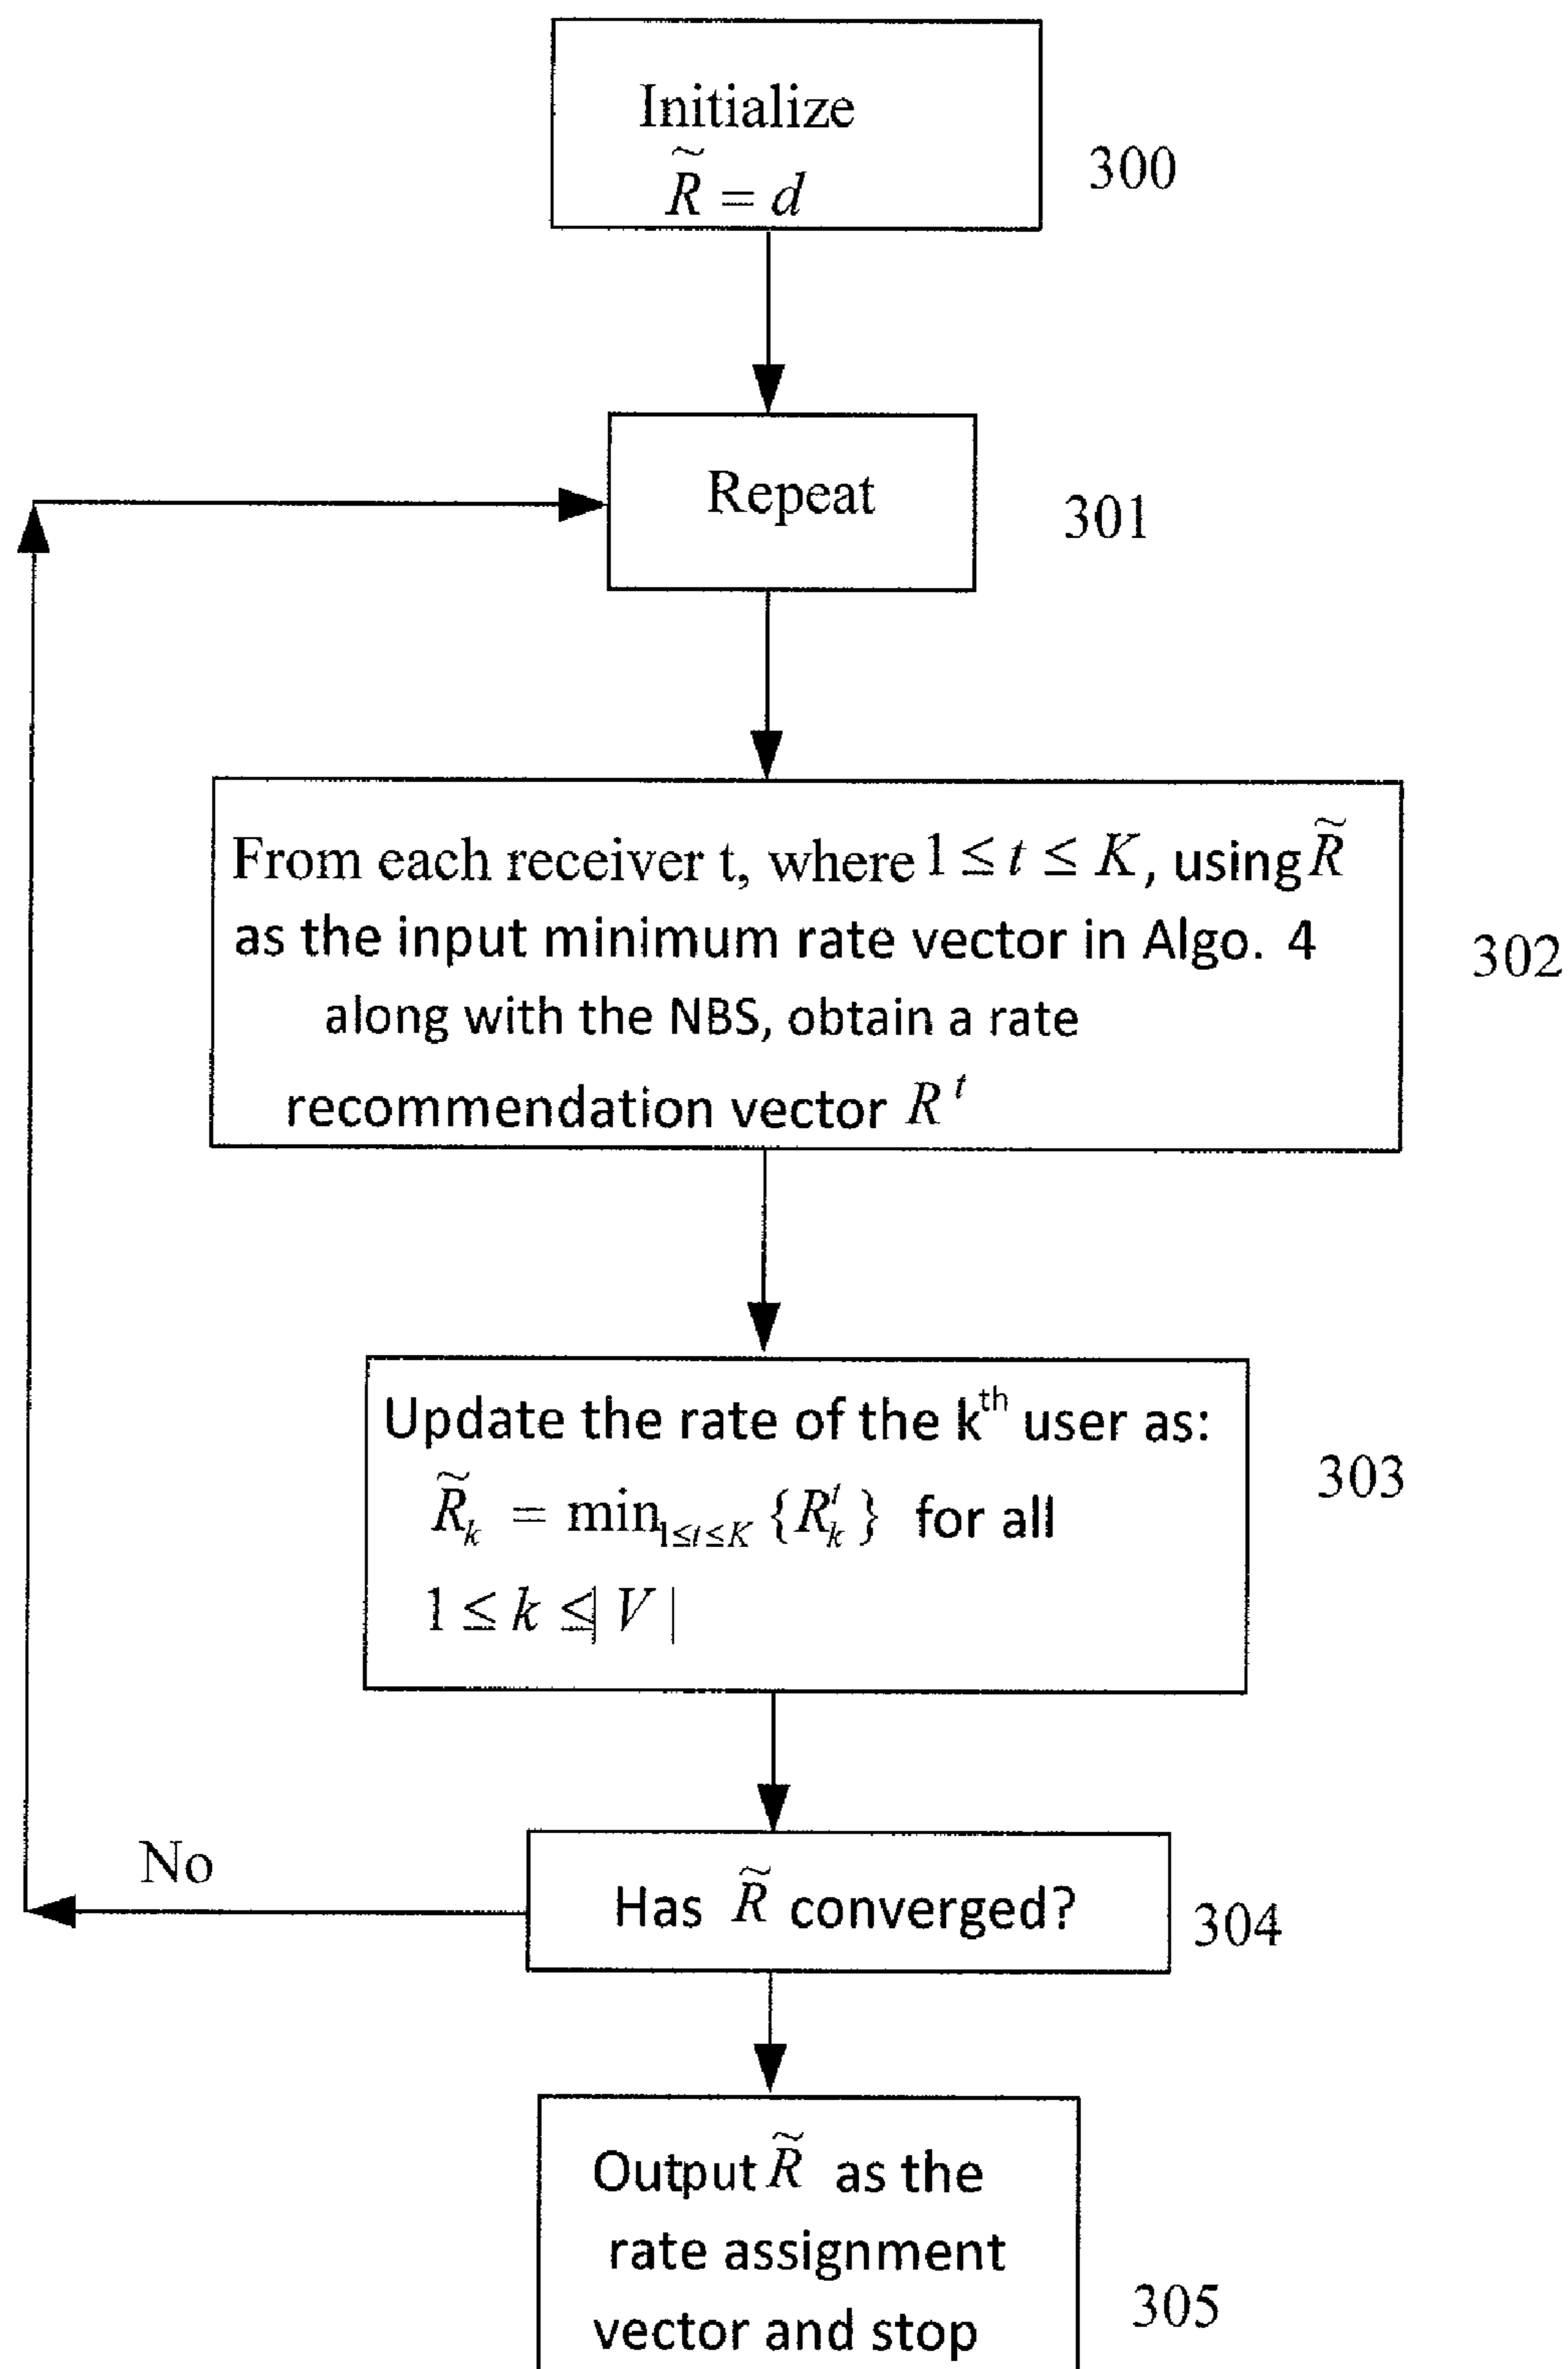 Initialize
R̃ = d
300
Repeat
301
From each receiver t, where 1 ≤ t ≤ K, using R̃
as the input minimum rate vector in Algo. 4
along with the NBS, obtain a rate
recommendation vector R^t
302
Update the rate of the k^th user as:
R̃_k = min_{1≤t≤K} {R_k^t} for all
1 ≤ k ≤| V |
303
No
Has R̃ converged?
304
Output R̃ as the
rate assignment
vector and stop
305